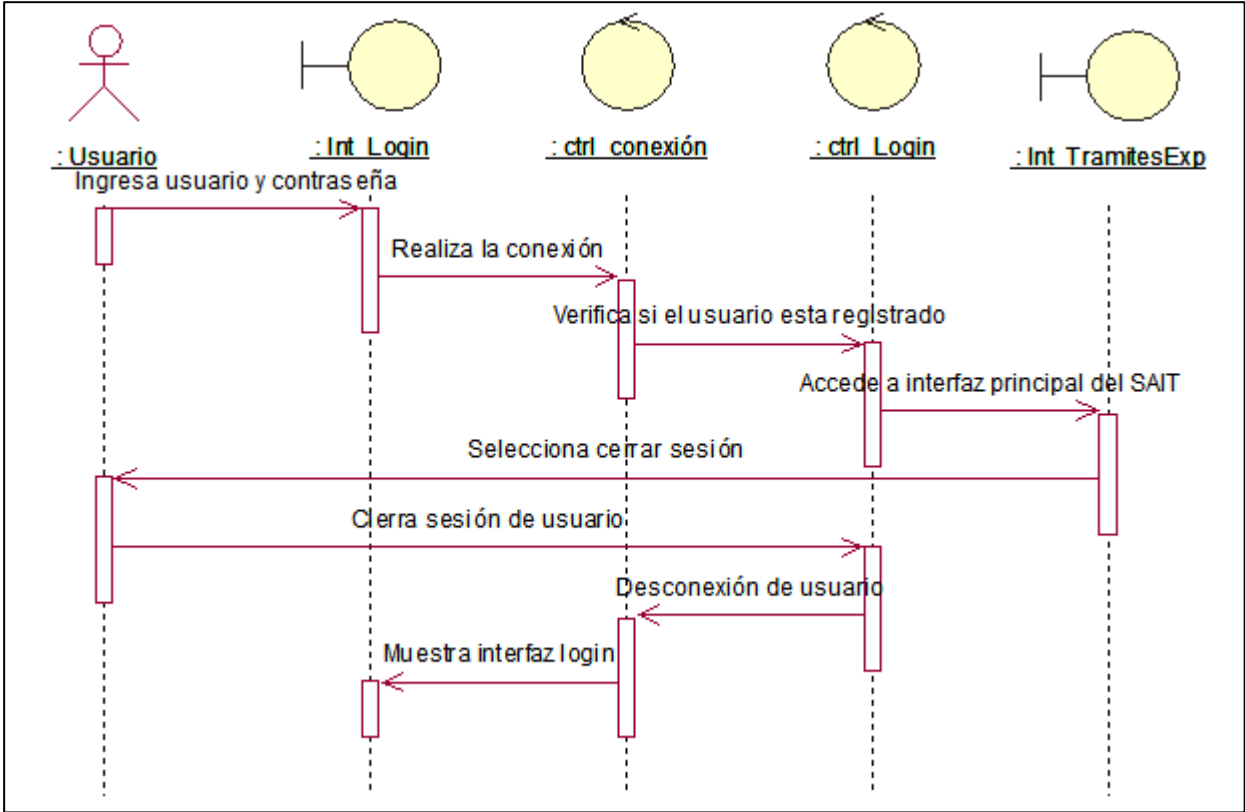 : Usuario
: Int_Login
: ctrl_conexión
: ctrl_Login
: Int_TramitesExp
Ingresa usuario y contraseña
Realiza la conexión
Verifica si el usuario esta registrado
Accede a interfaz principal del SAIT
Selecciona cerrar sesión
Cierra sesión de usuario
Desconexión de usuario
Muestra interfaz login